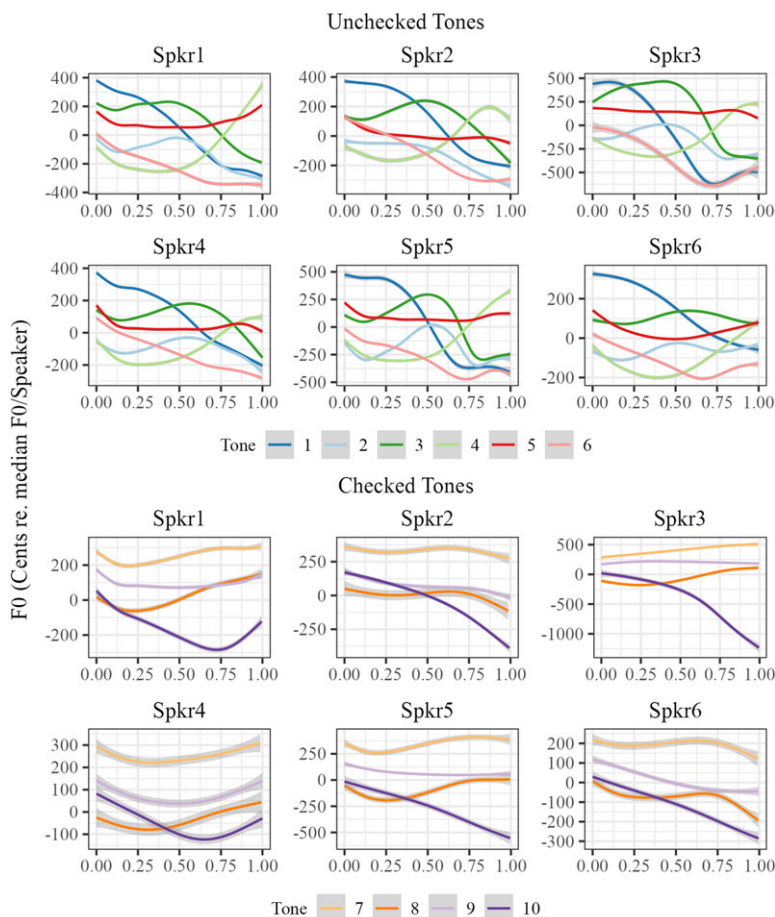 Unchecked Tones
Spkr1 Spkr2 Spkr3
400 200 0 -200 -400
400 200 0 -200
500 250 0 -250 -500
0.00 0.25 0.50 0.75 1.00 0.00 0.25 0.50 0.75 1.00 0.00 0.25 0.50 0.75 1.00
Spkr4 Spkr5 Spkr6
400 200 0 -200
500 250 0 -250 -500
200 0 -200
0.00 0.25 0.50 0.75 1.00 0.00 0.25 0.50 0.75 1.00 0.00 0.25 0.50 0.75 1.00
Tone 1 2 3 4 5 6
F0 (Cents re. median F0/Speaker)
Checked Tones
Spkr1 Spkr2 Spkr3
200 0 -200
250 0 -250
500 0 -500 -1000
0.00 0.25 0.50 0.75 1.00 0.00 0.25 0.50 0.75 1.00 0.00 0.25 0.50 0.75 1.00
Spkr4 Spkr5 Spkr6
300 200 100 0 -100
250 0 -250 -500
200 100 0 -100 -200 -300
0.00 0.25 0.50 0.75 1.00 0.00 0.25 0.50 0.75 1.00 0.00 0.25 0.50 0.75 1.00
Tone 7 8 9 10